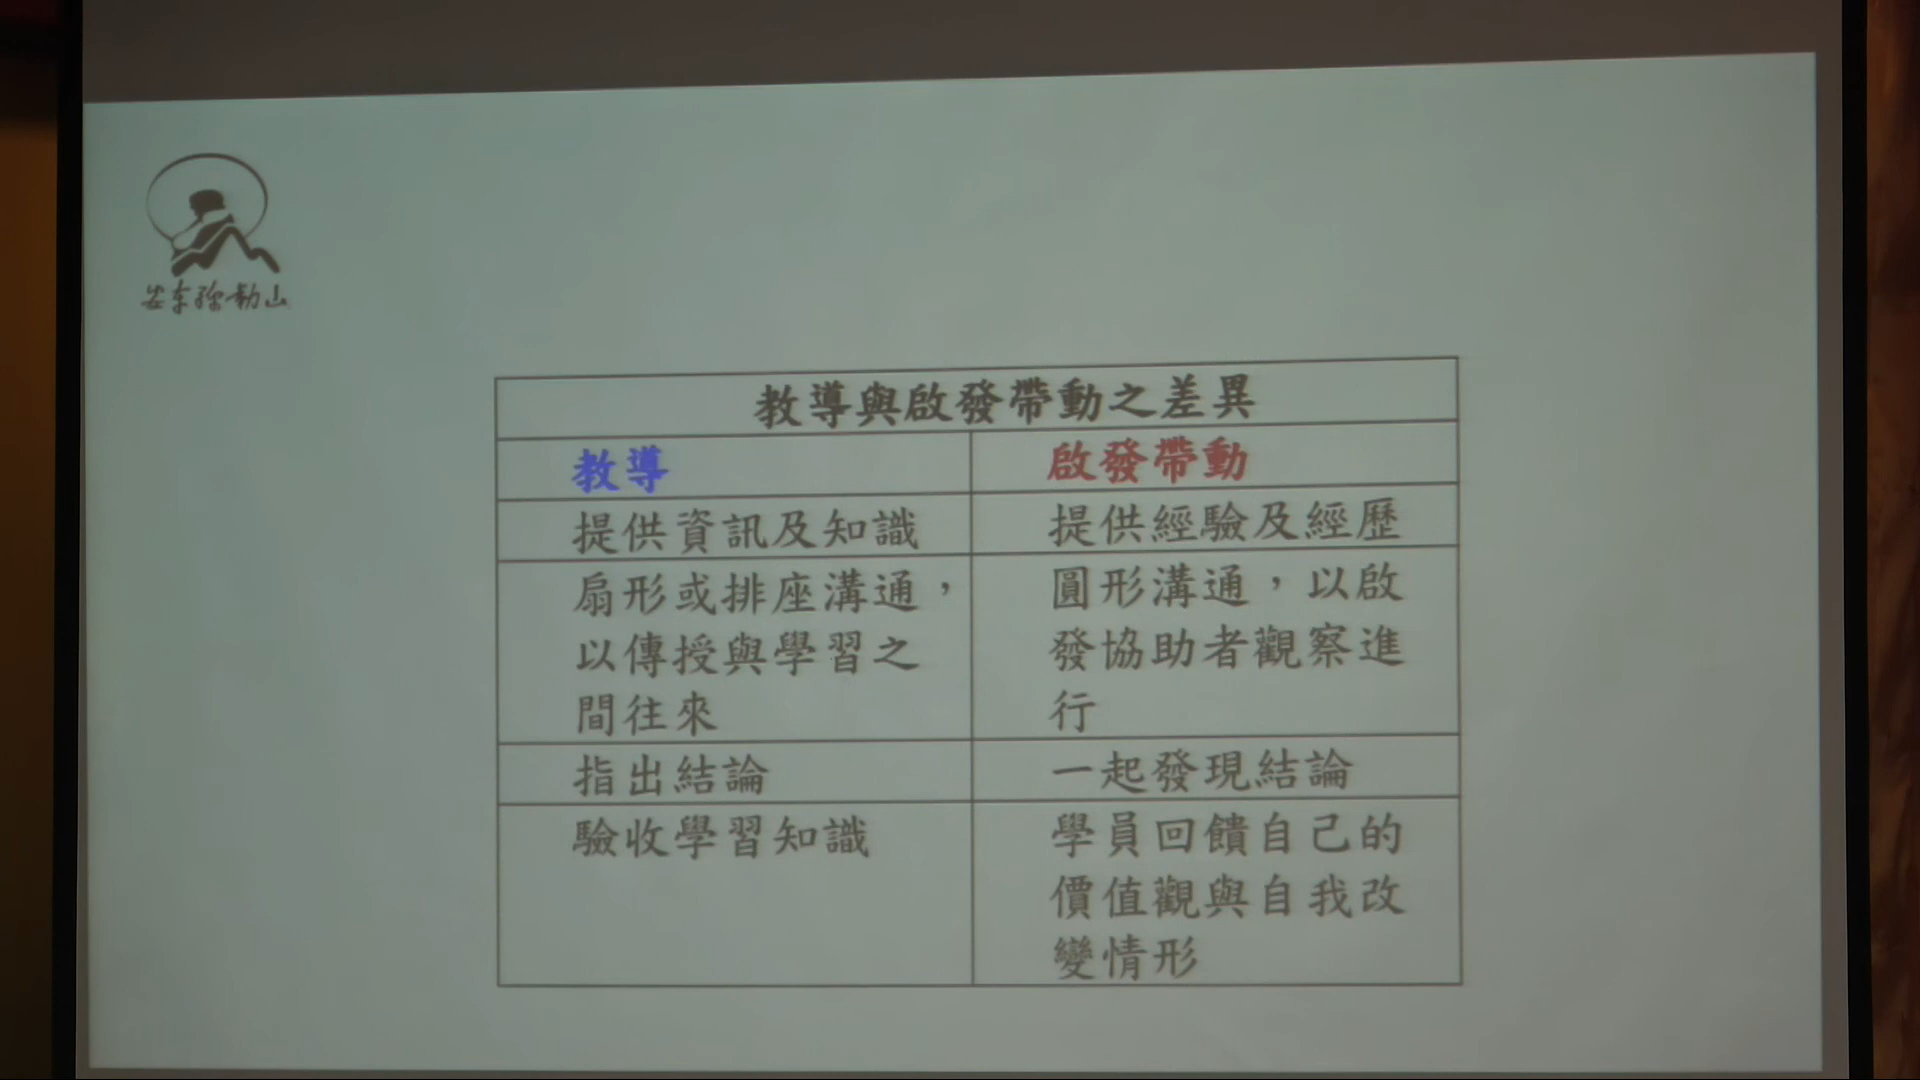 安東弥勒山
教導與啟發帶動之差異
教導
啟發帶動
提供資訊及知識
提供經驗及經歷
扇形或排座溝通，
以傳授與學習之
間往來
圓形溝通，以啟
發協助者觀察進
行
指出結論
一起發現結論
驗收學習知識
學員回饋自己的
價值觀與自我改
變情形